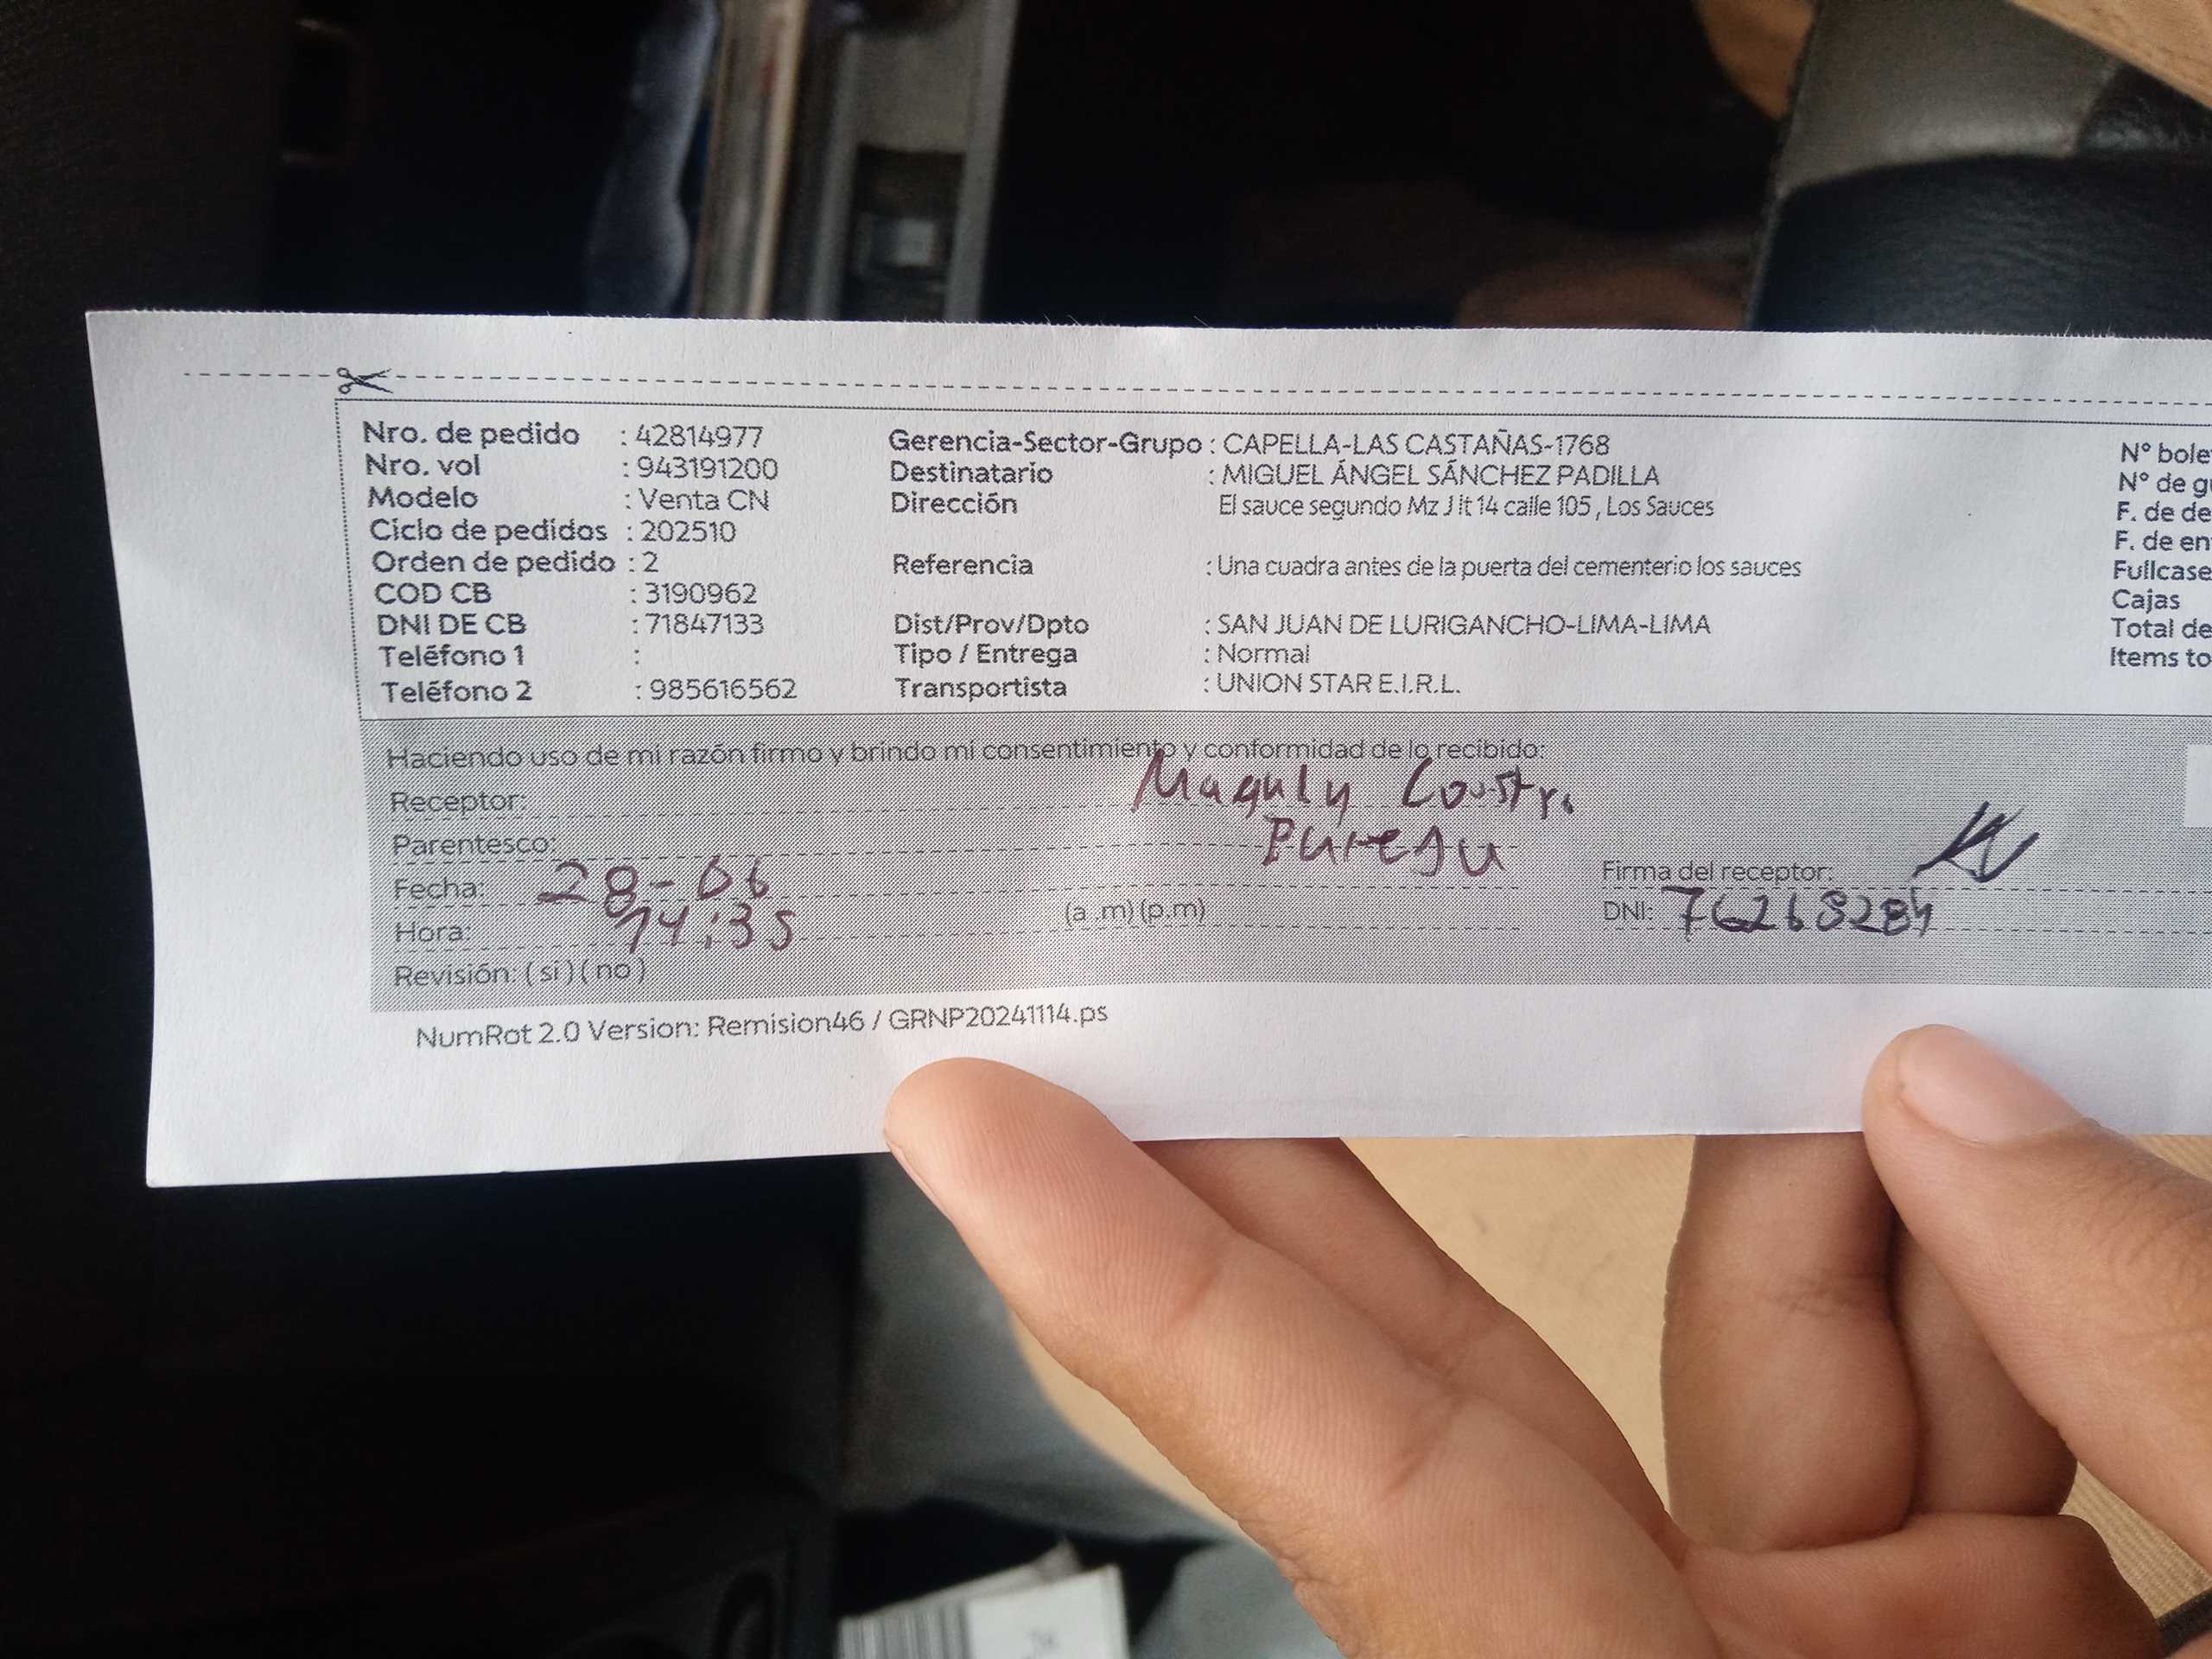 Nro. de pedido : 42814977 Gerencia-Sector-Grupo : CAPELLA-LAS CASTAÑAS-1768 N° bole
Nro. vol : 943191200 Destinatario : MIGUEL ÁNGEL SÁNCHEZ PADILLA N° de g
Modelo : Venta CN Dirección El sauce segundo Mz J lt 14 calle 105 , Los Sauces F. de de
Ciclo de pedidos : 202510 F. de en
Orden de pedido : 2 Referencia : Una cuadra antes de la puerta del cementerio los sauces Fullcase
COD CB : 3190962 Cajas
DNI DE CB : 71847133 Dist/Prov/Dpto : SAN JUAN DE LURIGANCHO-LIMA-LIMA Total de
Teléfono 1 : Tipo / Entrega : Normal Items to
Teléfono 2 : 985616562 Transportista : UNION STAR E.I.R.L.
Haciendo uso de mi razón firmo y brindo mi consentimiento y conformidad de lo recibido:
Receptor: Maguly
Parentesco:
Fecha: 28-06 Firma del receptor:
Hora: 14:35 (a .m) (p.m) DNI: 76268284
Revisión: ( si ) ( no )
NumRot 2.0 Version: Remision46 / GRNP20241114.ps